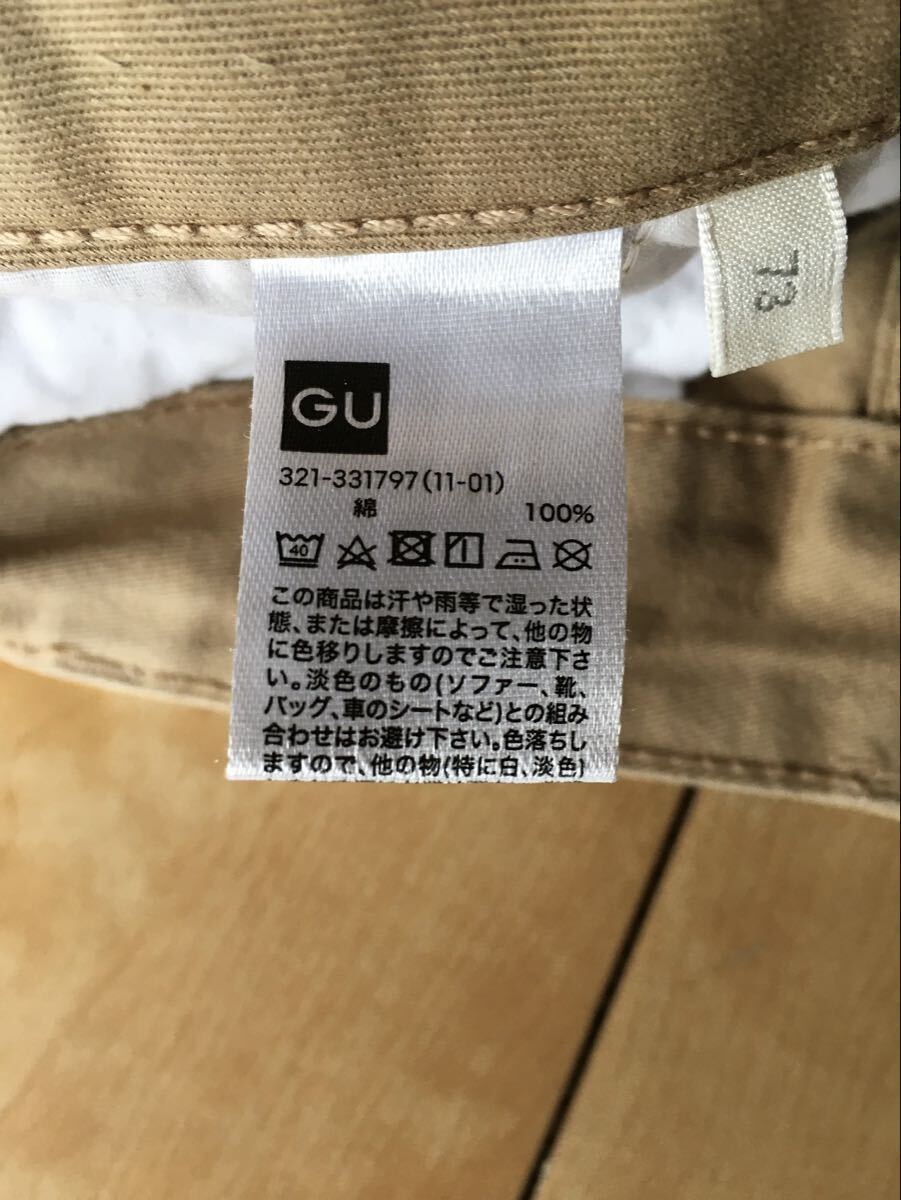 73
GU
321-331797(11-01)
綿 100%
40
この商品は汗や雨等で湿った状
態、または摩擦によって、他の物
に色移りしますのでご注意下さ
い。淡色のもの(ソファー、靴、
バッグ、車のシートなど)との組み
合わせはお避け下さい。色落ちし
ますので、他の物(特に白、淡色)